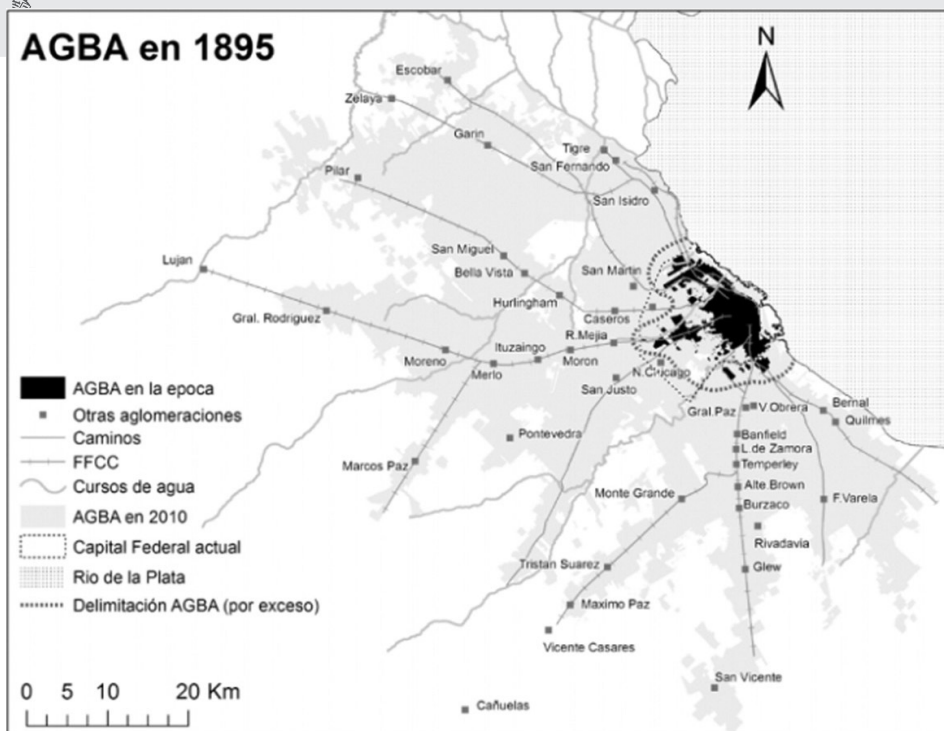 AGBA en 1895
N
Escobar
Zelaya
Garin
Tigre
San Fernando
Pilar
San Isidro
San Miguel
Lujan
Bella Vista
San Martin
Hurlingham
Gral. Rodriguez
Caseros
R.Mejia
Ituzaingo
Moreno
Moron
Merlo
N.Chicago
San Justo
AGBA en la epoca
Otras aglomeraciones
Caminos
FFCC
Cursos de agua
AGBA en 2010
Capital Federal actual
Rio de la Plata
Delimitación AGBA (por exceso)
Gral.Paz
V.Obrera
Bernal
Quilmes
Pontevedra
Banfield
L.de Zamora
Marcos Paz
Temperley
Alte.Brown
Monte Grande
F.Varela
Burzaco
Rivadavia
Tristan Suarez
Glew
Maximo Paz
Vicente Casares
San Vicente
Cañuelas
0 5 10 20 Km